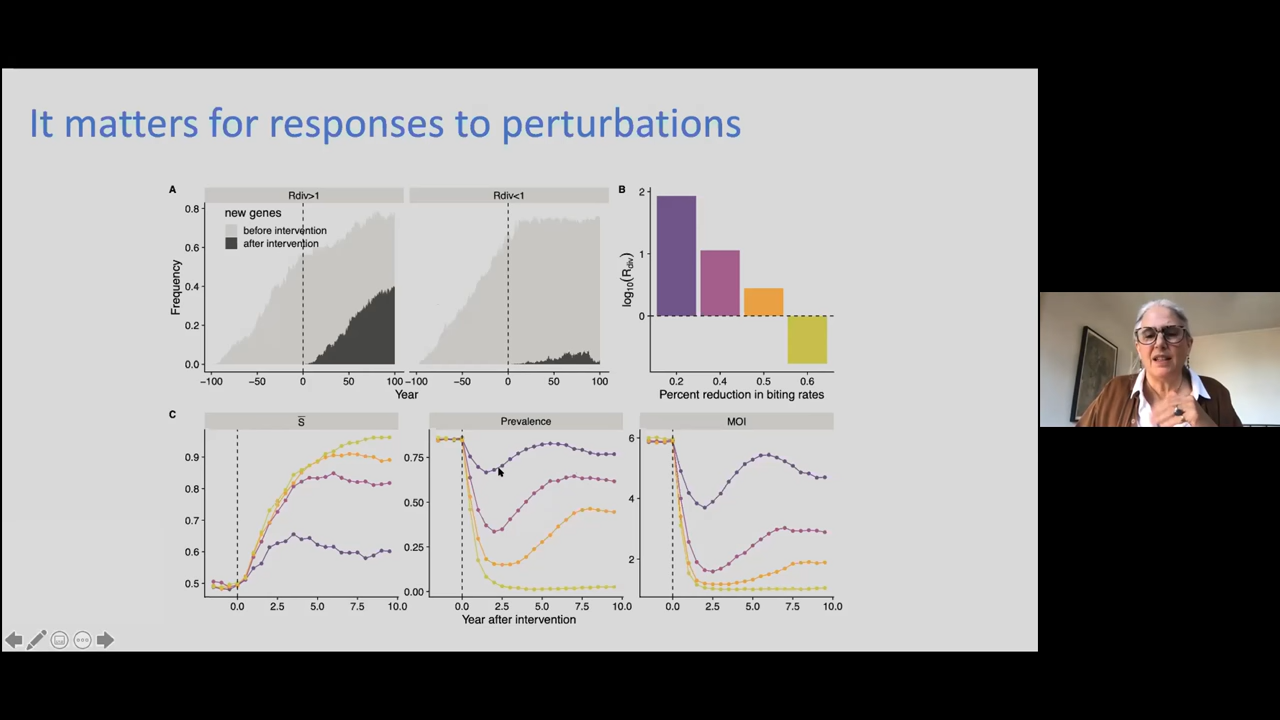 It matters for responses to perturbations
A
Rdiv>1
Rdiv<1
new genes
before intervention
after intervention
Frequency
0.8
0.6
0.4
0.2
0.0
−100 −50 0 50 100
−100 −50 0 50 100
Year
B
log10(Rdiv)
2
1
0
0.2 0.4 0.5 0.6
Percent reduction in biting rates
C
S̅
Prevalence
MOI
0.9
0.8
0.7
0.6
0.5
0.0 2.5 5.0 7.5 10.0
0.75
0.50
0.25
0.00
0.0 2.5 5.0 7.5 10.0
6
4
2
0.0 2.5 5.0 7.5 10.0
Year after intervention